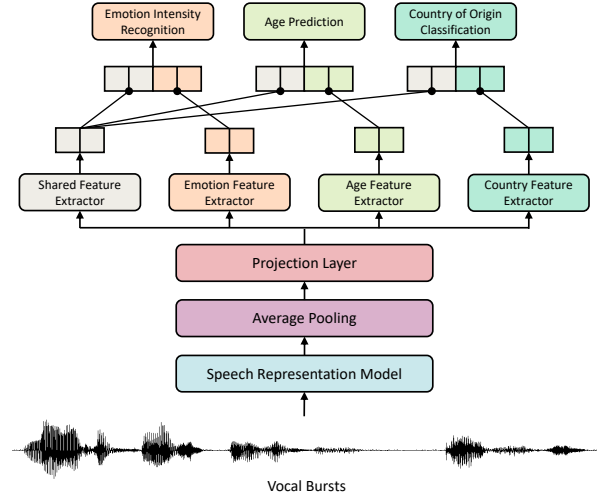 Emotion Intensity
Recognition
Age Prediction
Country of Origin
Classification
Shared Feature
Extractor
Emotion Feature
Extractor
Age Feature
Extractor
Country Feature
Extractor
Projection Layer
Average Pooling
Speech Representation Model
Vocal Bursts